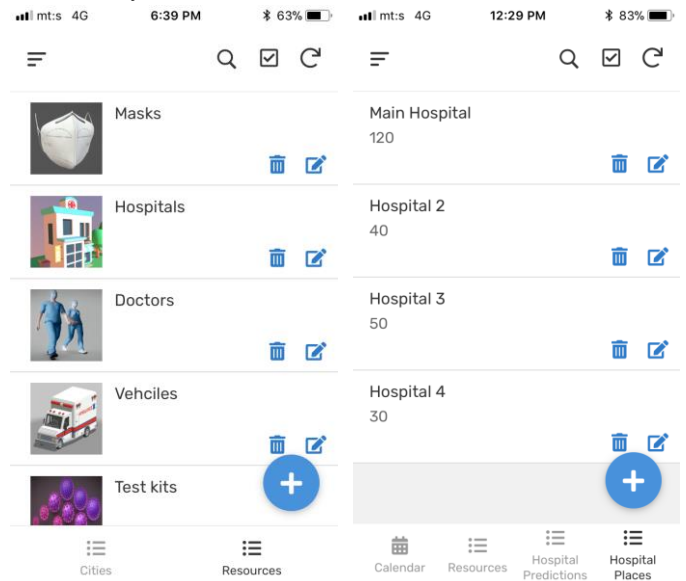 mt:s 4G 6:39 PM 63%
Masks
Hospitals
Doctors
Vehciles
Test kits
Cities Resources
mt:s 4G 12:29 PM 83%
Main Hospital
120
Hospital 2
40
Hospital 3
50
Hospital 4
30
Calendar Resources Hospital Predictions Hospital Places